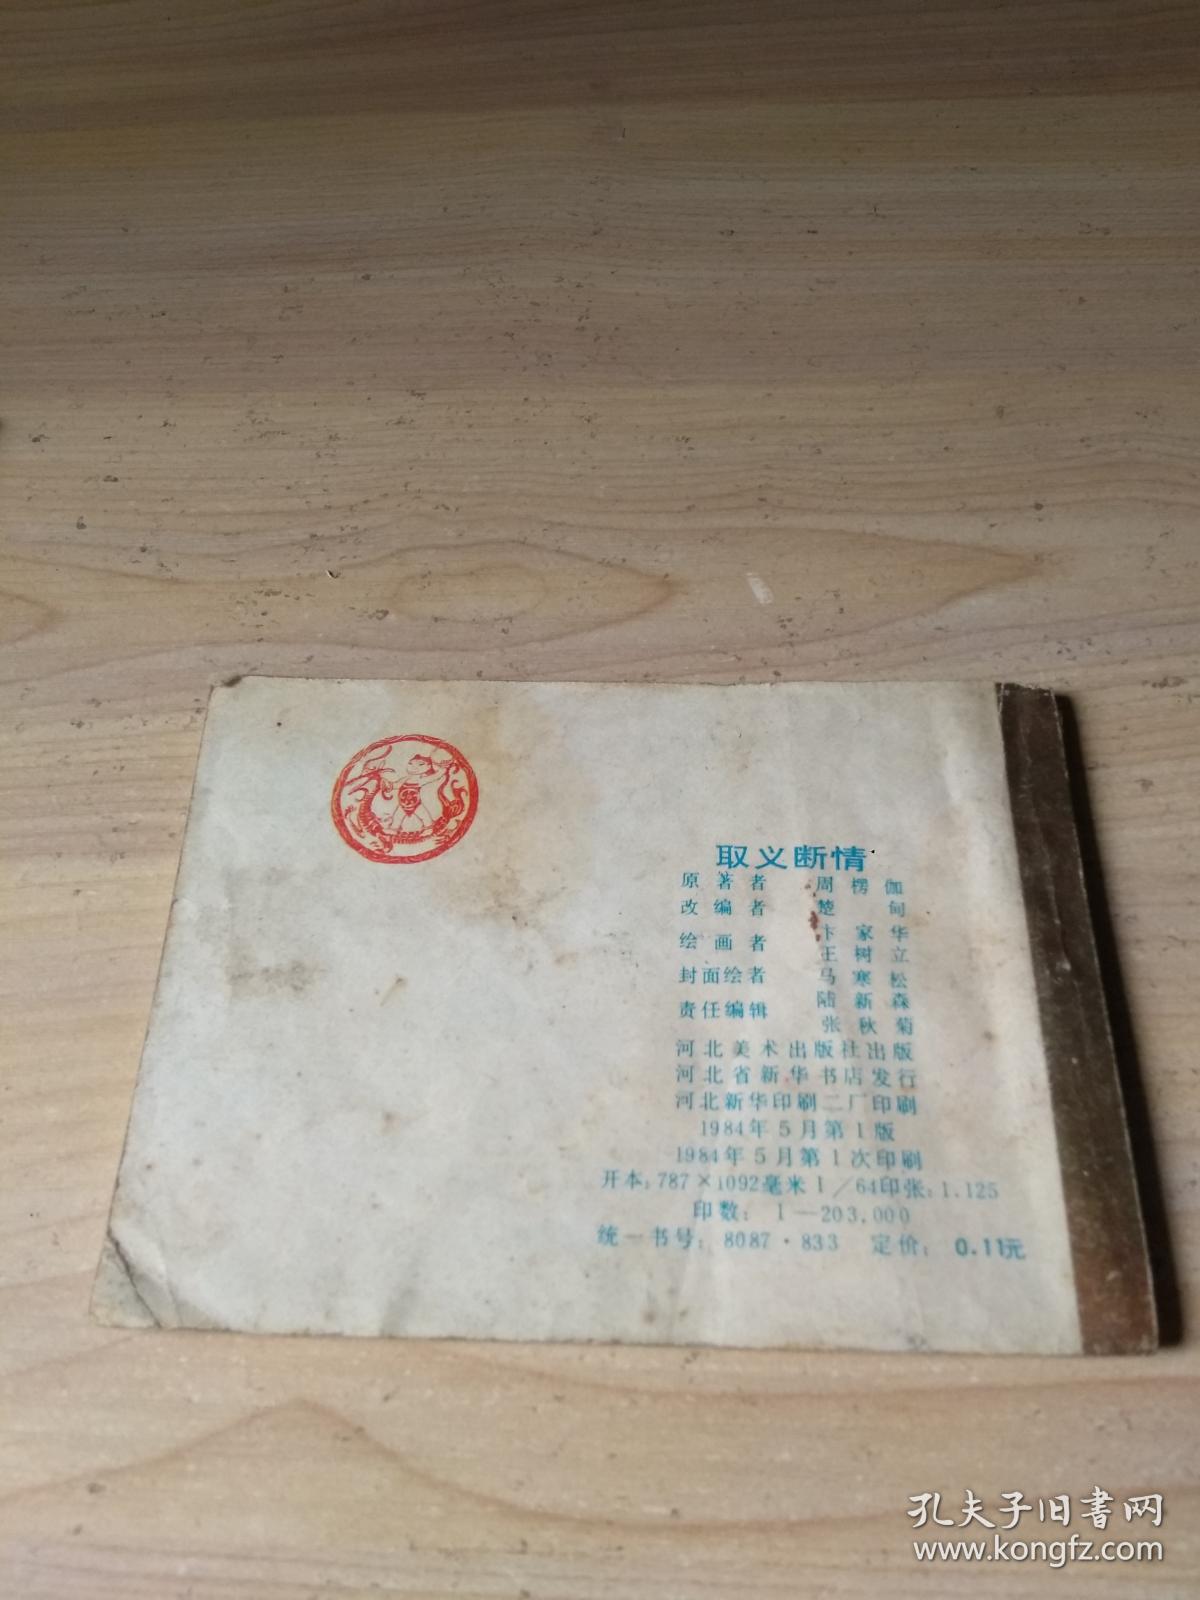 取义断情
原著者 周楞伽
改编者 楚甸
绘画者 卞家华
王树立
封面绘者 马寒松
责任编辑 陆新森
张秋菊
河北美术出版社出版
河北省新华书店发行
河北新华印刷二厂印刷
1984年5月第1版
1984年5月第1次印刷
开本：787×1092毫米1/64印张：1.125
印数：1—203,000
统一书号：8087·833 定价：0.11元
孔夫子旧书网
www.kongfz.com